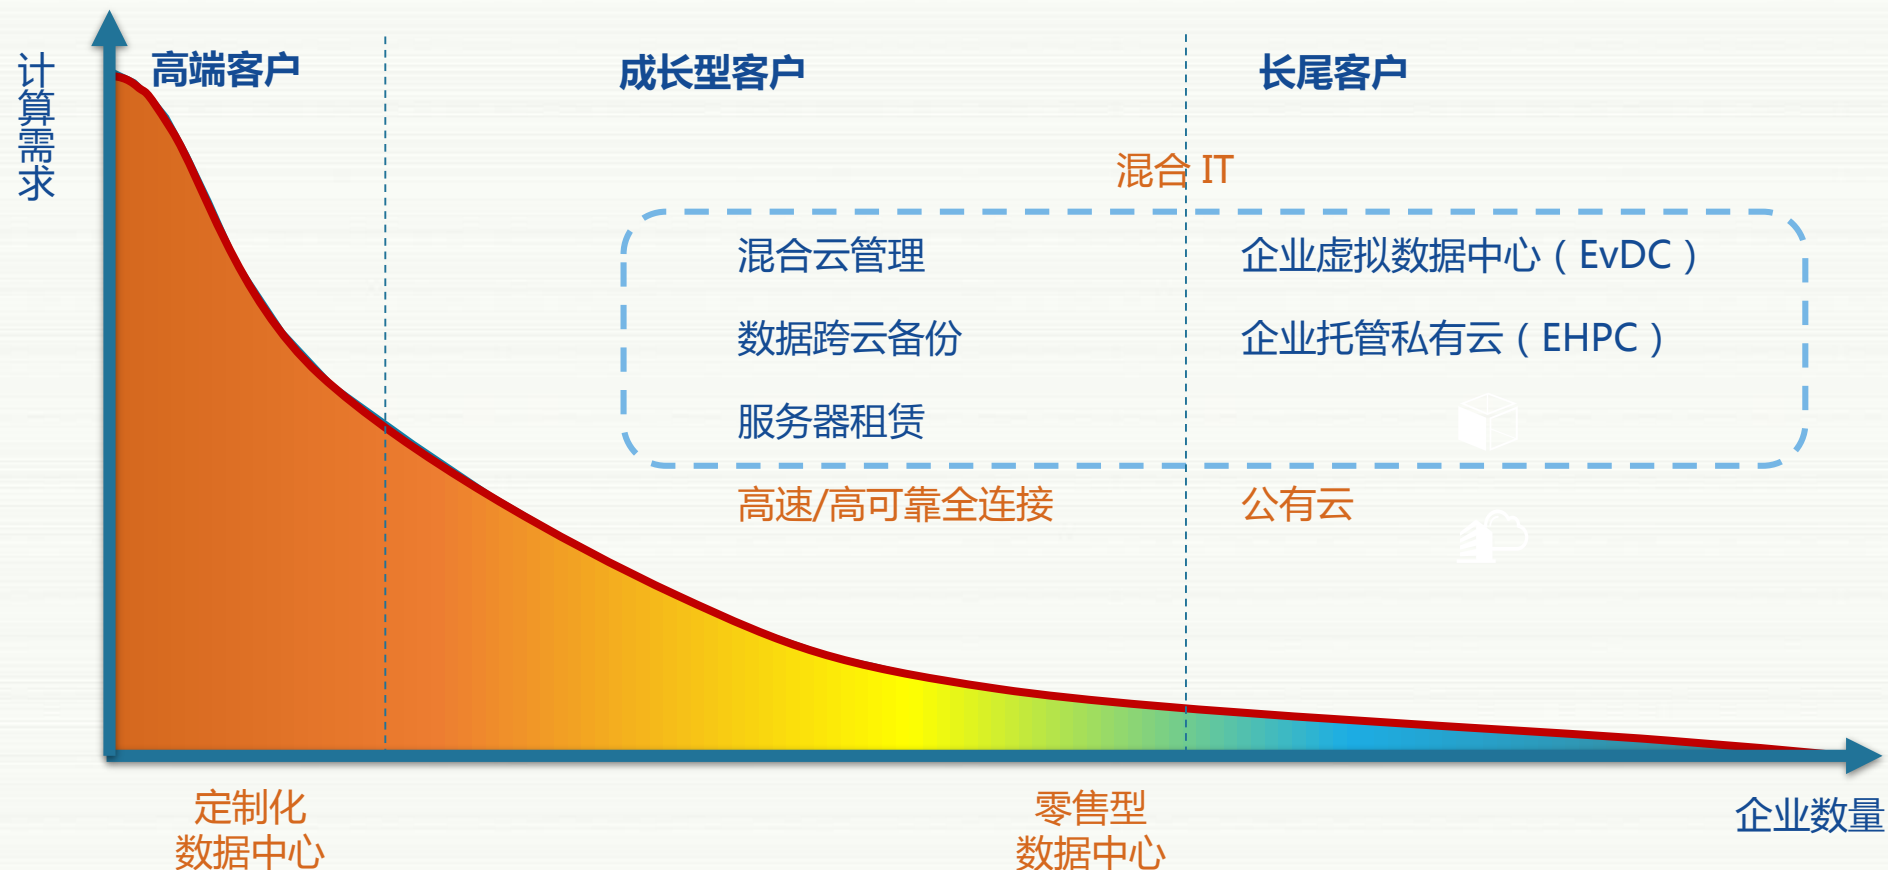 计算需求
高端客户
成长型客户
长尾客户
混合 IT
混合云管理
企业虚拟数据中心（EvDC）
数据跨云备份
企业托管私有云（EHPC）
服务器租赁
高速/高可靠全连接
公有云
定制化
数据中心
零售型
数据中心
企业数量